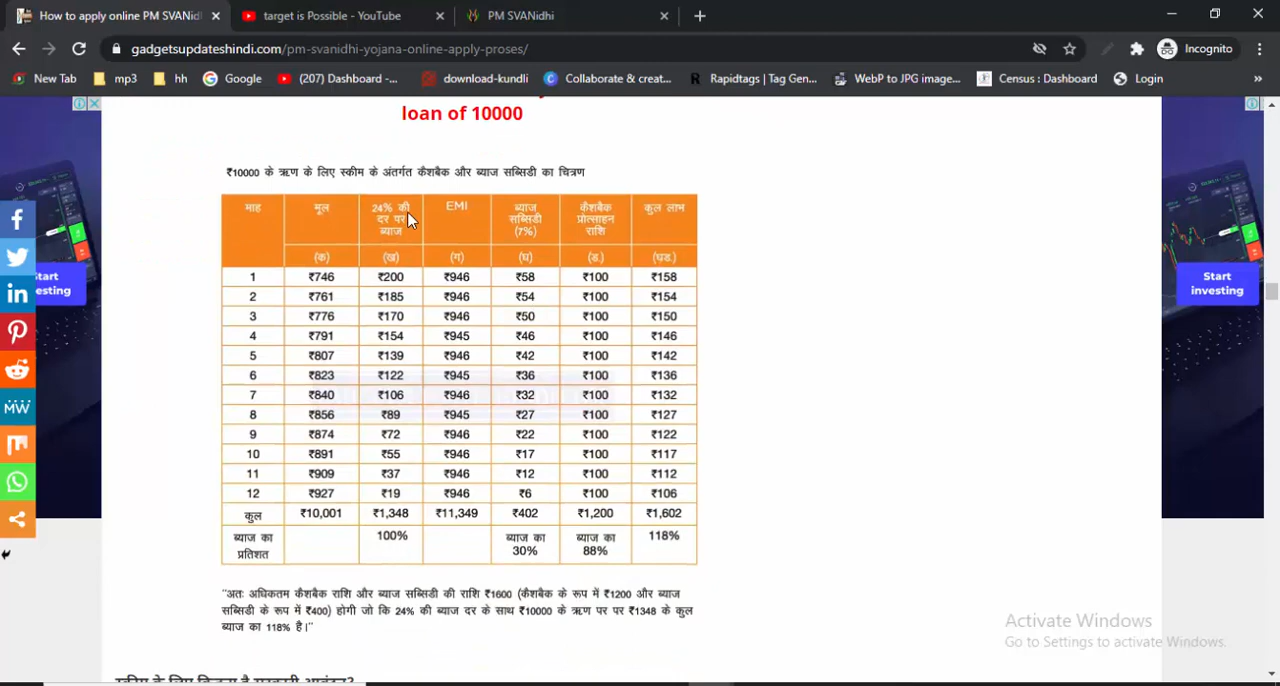 How to apply online PM SVANidhi
target is Possible - YouTube
PM SVANidhi
gadgetsupdateshindi.com/pm-svanidhi-yojana-online-apply-proses/
Incognito
New Tab mp3 hh Google (207) Dashboard -... download-kundli Collaborate & creat... Rapidtags | Tag Gen... WebP to JPG image... Census : Dashboard Login »
loan of 10000
₹10000 के ऋण के लिए स्कीम के अंतर्गत कैशबैक और ब्याज सब्सिडी का चित्रण
माह मूल 24% की दर पर ब्याज EMI ब्याज सब्सिडी (7%) कैशबैक प्रोत्साहन राशि कुल लाभ
(क) (ख) (ग) (घ) (ड.) (घड.)
1 ₹746 ₹200 ₹946 ₹58 ₹100 ₹158
2 ₹761 ₹185 ₹946 ₹54 ₹100 ₹154
3 ₹776 ₹170 ₹946 ₹50 ₹100 ₹150
4 ₹791 ₹154 ₹945 ₹46 ₹100 ₹146
5 ₹807 ₹139 ₹946 ₹42 ₹100 ₹142
6 ₹823 ₹122 ₹945 ₹36 ₹100 ₹136
7 ₹840 ₹106 ₹946 ₹32 ₹100 ₹132
8 ₹856 ₹89 ₹945 ₹27 ₹100 ₹127
9 ₹874 ₹72 ₹946 ₹22 ₹100 ₹122
10 ₹891 ₹55 ₹946 ₹17 ₹100 ₹117
11 ₹909 ₹37 ₹946 ₹12 ₹100 ₹112
12 ₹927 ₹19 ₹946 ₹6 ₹100 ₹106
कुल ₹10,001 ₹1,348 ₹11,349 ₹402 ₹1,200 ₹1,602
ब्याज का प्रतिशत 100% ब्याज का 30% ब्याज का 88% 118%
"अतः अधिकतम कैशबैक राशि और ब्याज सब्सिडी की राशि ₹1600 (कैशबैक के रूप में ₹1200 और ब्याज
सब्सिडी के रूप में ₹400) होगी जो कि 24% की ब्याज दर के साथ ₹10000 के ऋण पर पर ₹1348 के कुल
ब्याज का 118% है।"
Start
investing
Start
investing
Activate Windows
Go to Settings to activate Windows.